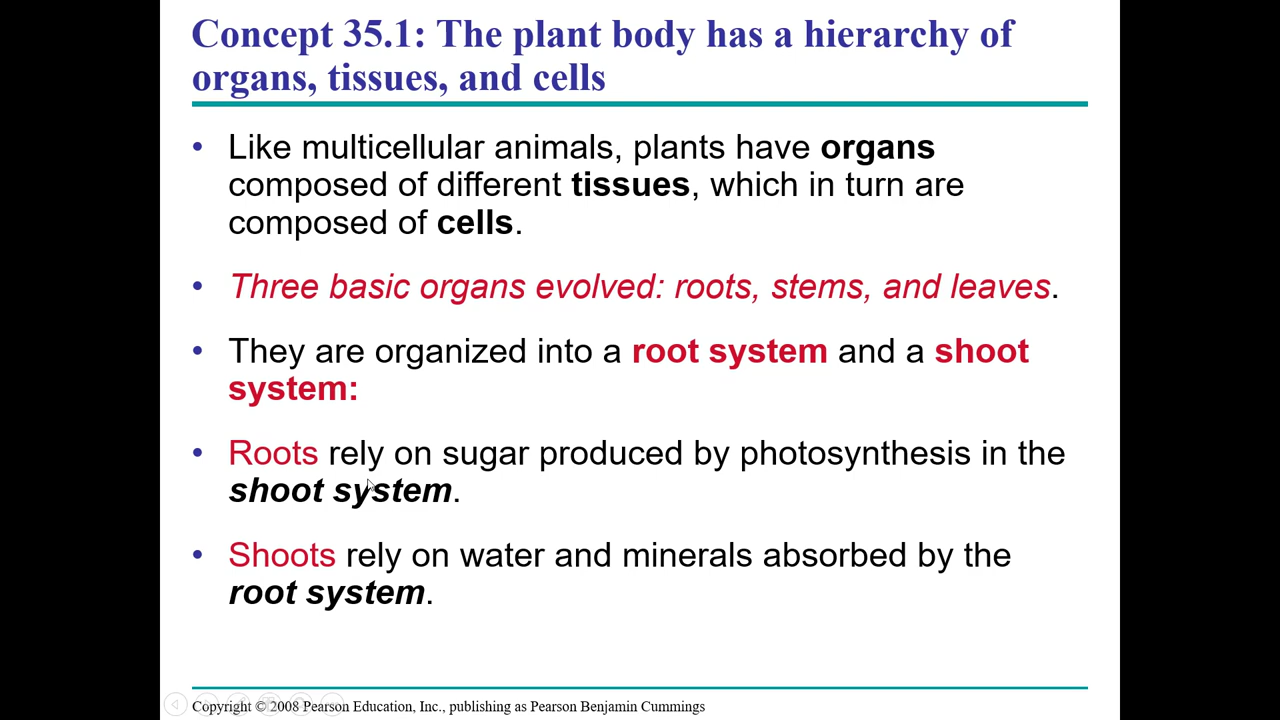 Concept 35.1: The plant body has a hierarchy of
organs, tissues, and cells
• Like multicellular animals, plants have organs
composed of different tissues, which in turn are
composed of cells.
• Three basic organs evolved: roots, stems, and leaves.
• They are organized into a root system and a shoot
system:
• Roots rely on sugar produced by photosynthesis in the
shoot system.
• Shoots rely on water and minerals absorbed by the
root system.
Copyright © 2008 Pearson Education, Inc., publishing as Pearson Benjamin Cummings